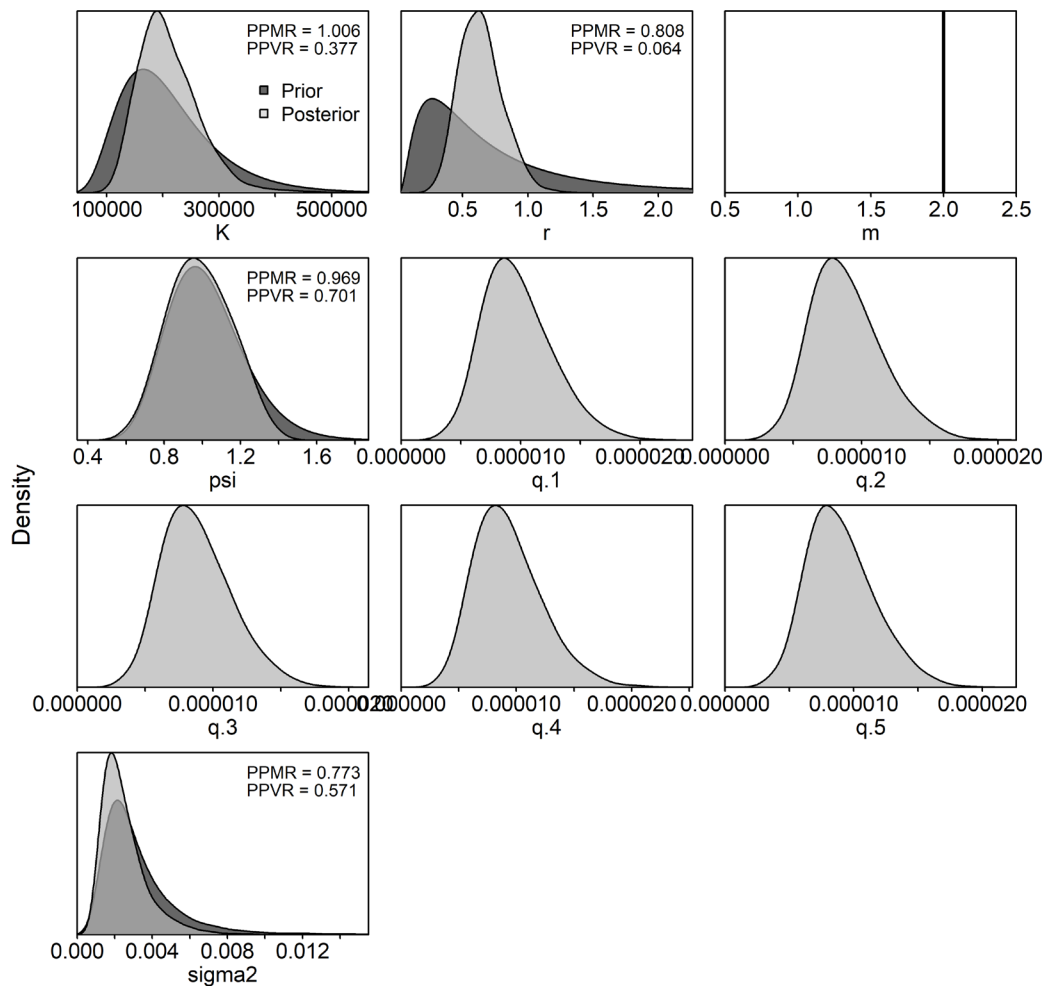 PPMR = 1.006
PPVR = 0.377
Prior
Posterior
100000 300000 500000
K
PPMR = 0.808
PPVR = 0.064
0.5 1.0 1.5 2.0
r
0.5 1.0 1.5 2.0 2.5
m
PPMR = 0.969
PPVR = 0.701
0.4 0.8 1.2 1.6
psi
0.000000 0.000010 0.000020
q.1
0.000000 0.000010 0.000020
q.2
Density
0.000000 0.000010 0.000020
q.3
0.000000 0.000010 0.000020
q.4
0.000000 0.000010 0.000020
q.5
PPMR = 0.773
PPVR = 0.571
0.000 0.004 0.008 0.012
sigma2